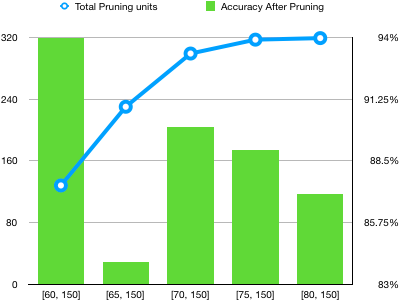 Total Pruning units Accuracy After Pruning
320 94%
240 91.25%
160 88.5%
80 85.75%
0 83%
[60, 150] [65, 150] [70, 150] [75, 150] [80, 150]